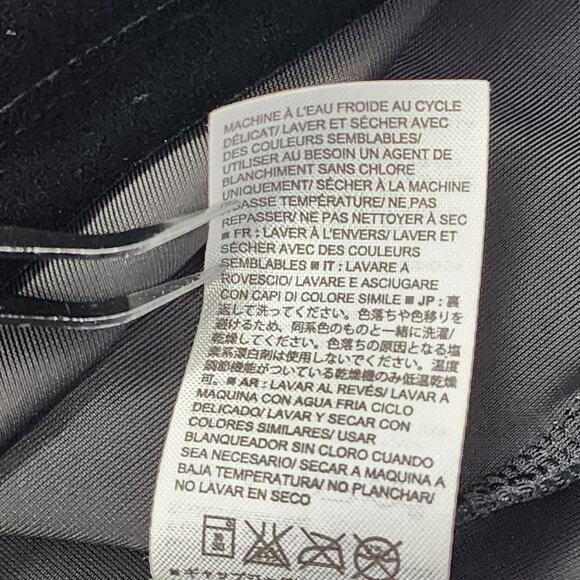 MACHINE À L'EAU FROIDE AU CYCLE
DÉLICAT/ LAVER ET SÉCHER AVEC
DES COULEURS SEMBLABLES/
UTILISER AU BESOIN UN AGENT DE
BLANCHIMENT SANS CHLORE
UNIQUEMENT/ SÉCHER À LA MACHINE
BASSE TEMPÉRATURE/ NE PAS
REPASSER/ NE PAS NETTOYER À SEC
■ FR : LAVER À L'ENVERS/ LAVER ET
SÉCHER AVEC DES COULEURS
SEMBLABLES ■ IT : LAVARE A
ROVESCIO/ LAVARE E ASCIUGARE
CON CAPI DI COLORE SIMILE ■ JP : 裏
返して洗ってください。色落ちや色移りを
避けるため、同系色のものと一緒に洗濯/
乾燥してください。色落ちの原因となる塩
素系漂白剤は使用しないでください。温度
調節機能がついている乾燥機のみ低温乾燥
可。 ■ AR : LAVAR AL REVÉS/ LAVAR A
MAQUINA CON AGUA FRIA CICLO
DELICADO/ LAVAR Y SECAR CON
COLORES SIMILARES/ USAR
BLANQUEADOR SIN CLORO CUANDO
SEA NECESARIO/ SECAR A MAQUINA A
BAJA TEMPERATURA/ NO PLANCHAR/
NO LAVAR EN SECO